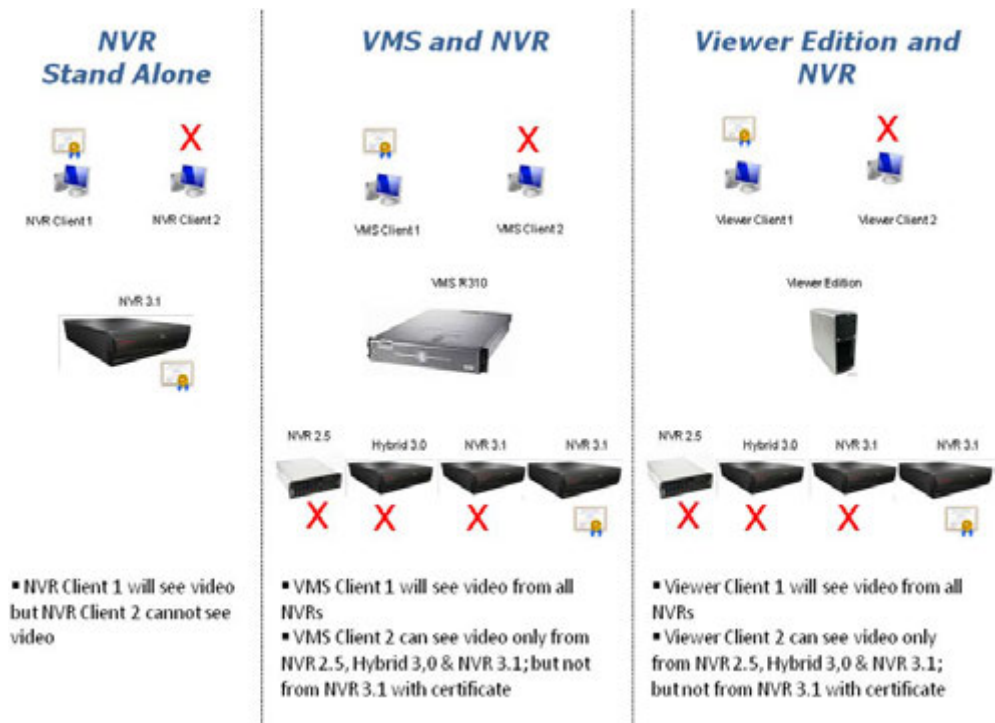 NVR
Stand Alone
NVR Client 1
NVR Client 2
NVR 3.1
▪ NVR Client 1 will see video
but NVR Client 2 cannot see
video
VMS and NVR
VMS Client 1
VMS Client 2
VMS R310
NVR 2.5
Hybrid 3.0
NVR 3.1
NVR 3.1
▪ VMS Client 1 will see video from all
NVRs
▪ VMS Client 2 can see video only from
NVR 2.5, Hybrid 3,0 & NVR 3.1; but not
from NVR 3.1 with certificate
Viewer Edition and
NVR
Viewer Client 1
Viewer Client 2
Viewer Edition
NVR 2.5
Hybrid 3.0
NVR 3.1
NVR 3.1
▪ Viewer Client 1 will see video from all
NVRs
▪ Viewer Client 2 can see video only
from NVR 2.5, Hybrid 3,0 & NVR 3.1;
but not from NVR 3.1 with certificate